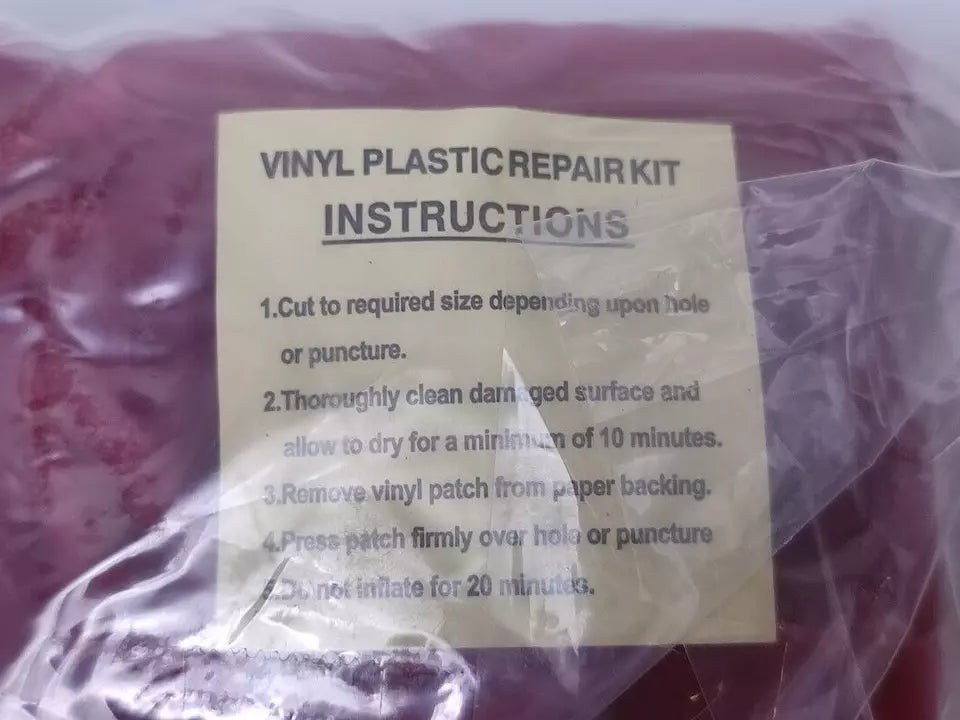 VINYL PLASTIC REPAIR KIT
INSTRUCTIONS
1.Cut to required size depending upon hole
or puncture.
2.Thoroughly clean damaged surface and
allow to dry for a minimum of 10 minutes.
3.Remove vinyl patch from paper backing.
4.Press patch firmly over hole or puncture
5.Do not inflate for 20 minutes.